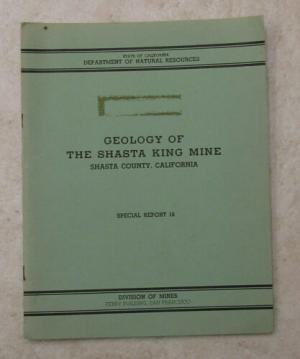 STATE OF CALIFORNIA
DEPARTMENT OF NATURAL RESOURCES
GEOLOGY OF
THE SHASTA KING MINE
SHASTA COUNTY, CALIFORNIA
SPECIAL REPORT 16
DIVISION OF MINES
FERRY BUILDING, SAN FRANCISCO